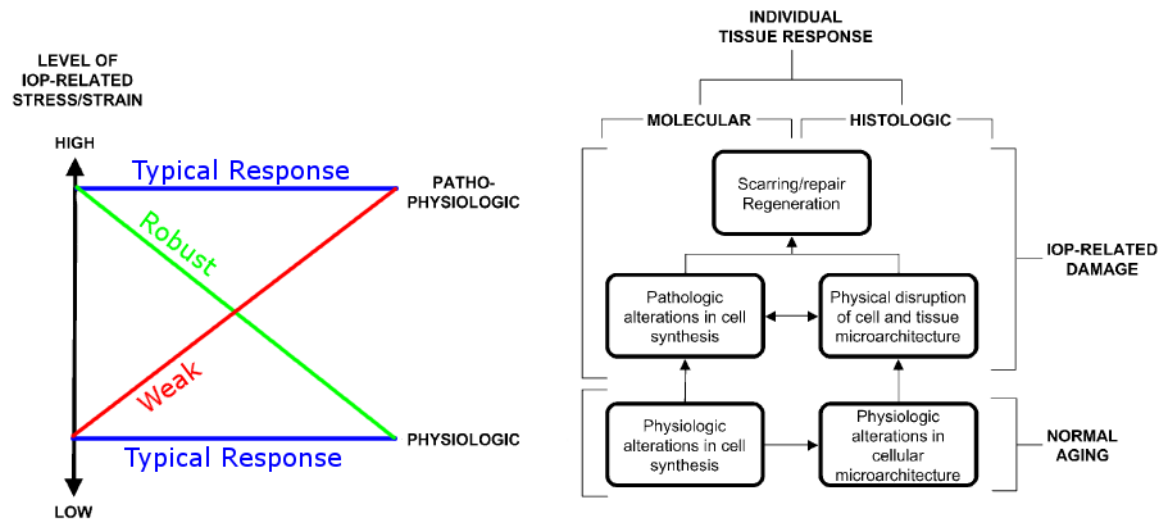 LEVEL OF
IOP-RELATED
STRESS/STRAIN
HIGH
Typical Response
PATHO-
PHYSIOLOGIC
Robust
Weak
PHYSIOLOGIC
Typical Response
LOW
INDIVIDUAL
TISSUE RESPONSE
MOLECULAR
HISTOLOGIC
Scarring/repair
Regeneration
IOP-RELATED
DAMAGE
Pathologic
alterations in cell
synthesis
Physical disruption
of cell and tissue
microarchitecture
Physiologic
alterations in cell
synthesis
Physiologic
alterations in
cellular
microarchitecture
NORMAL
AGING